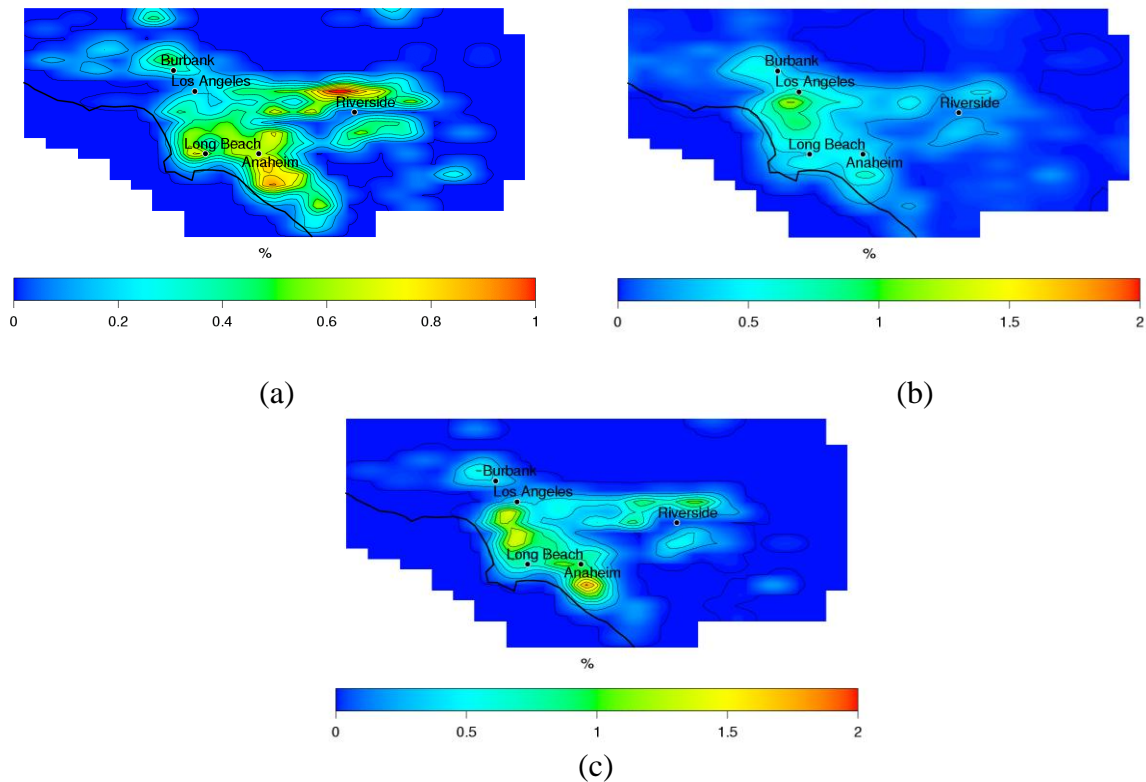 Burbank
Los Angeles
Riverside
Long Beach
Anaheim
%
0 0.2 0.4 0.6 0.8 1
(a)
Burbank
Los Angeles
Riverside
Long Beach
Anaheim
%
0 0.5 1 1.5 2
(b)
Burbank
Los Angeles
Riverside
Long Beach
Anaheim
%
0 0.5 1 1.5 2
(c)